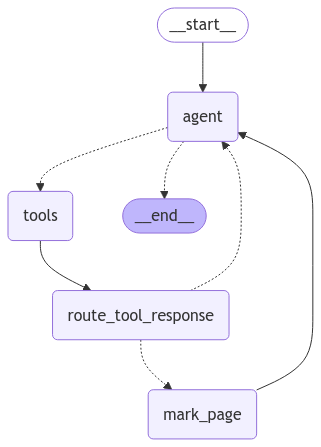 __start__
agent
tools
__end__
route_tool_response
mark_page